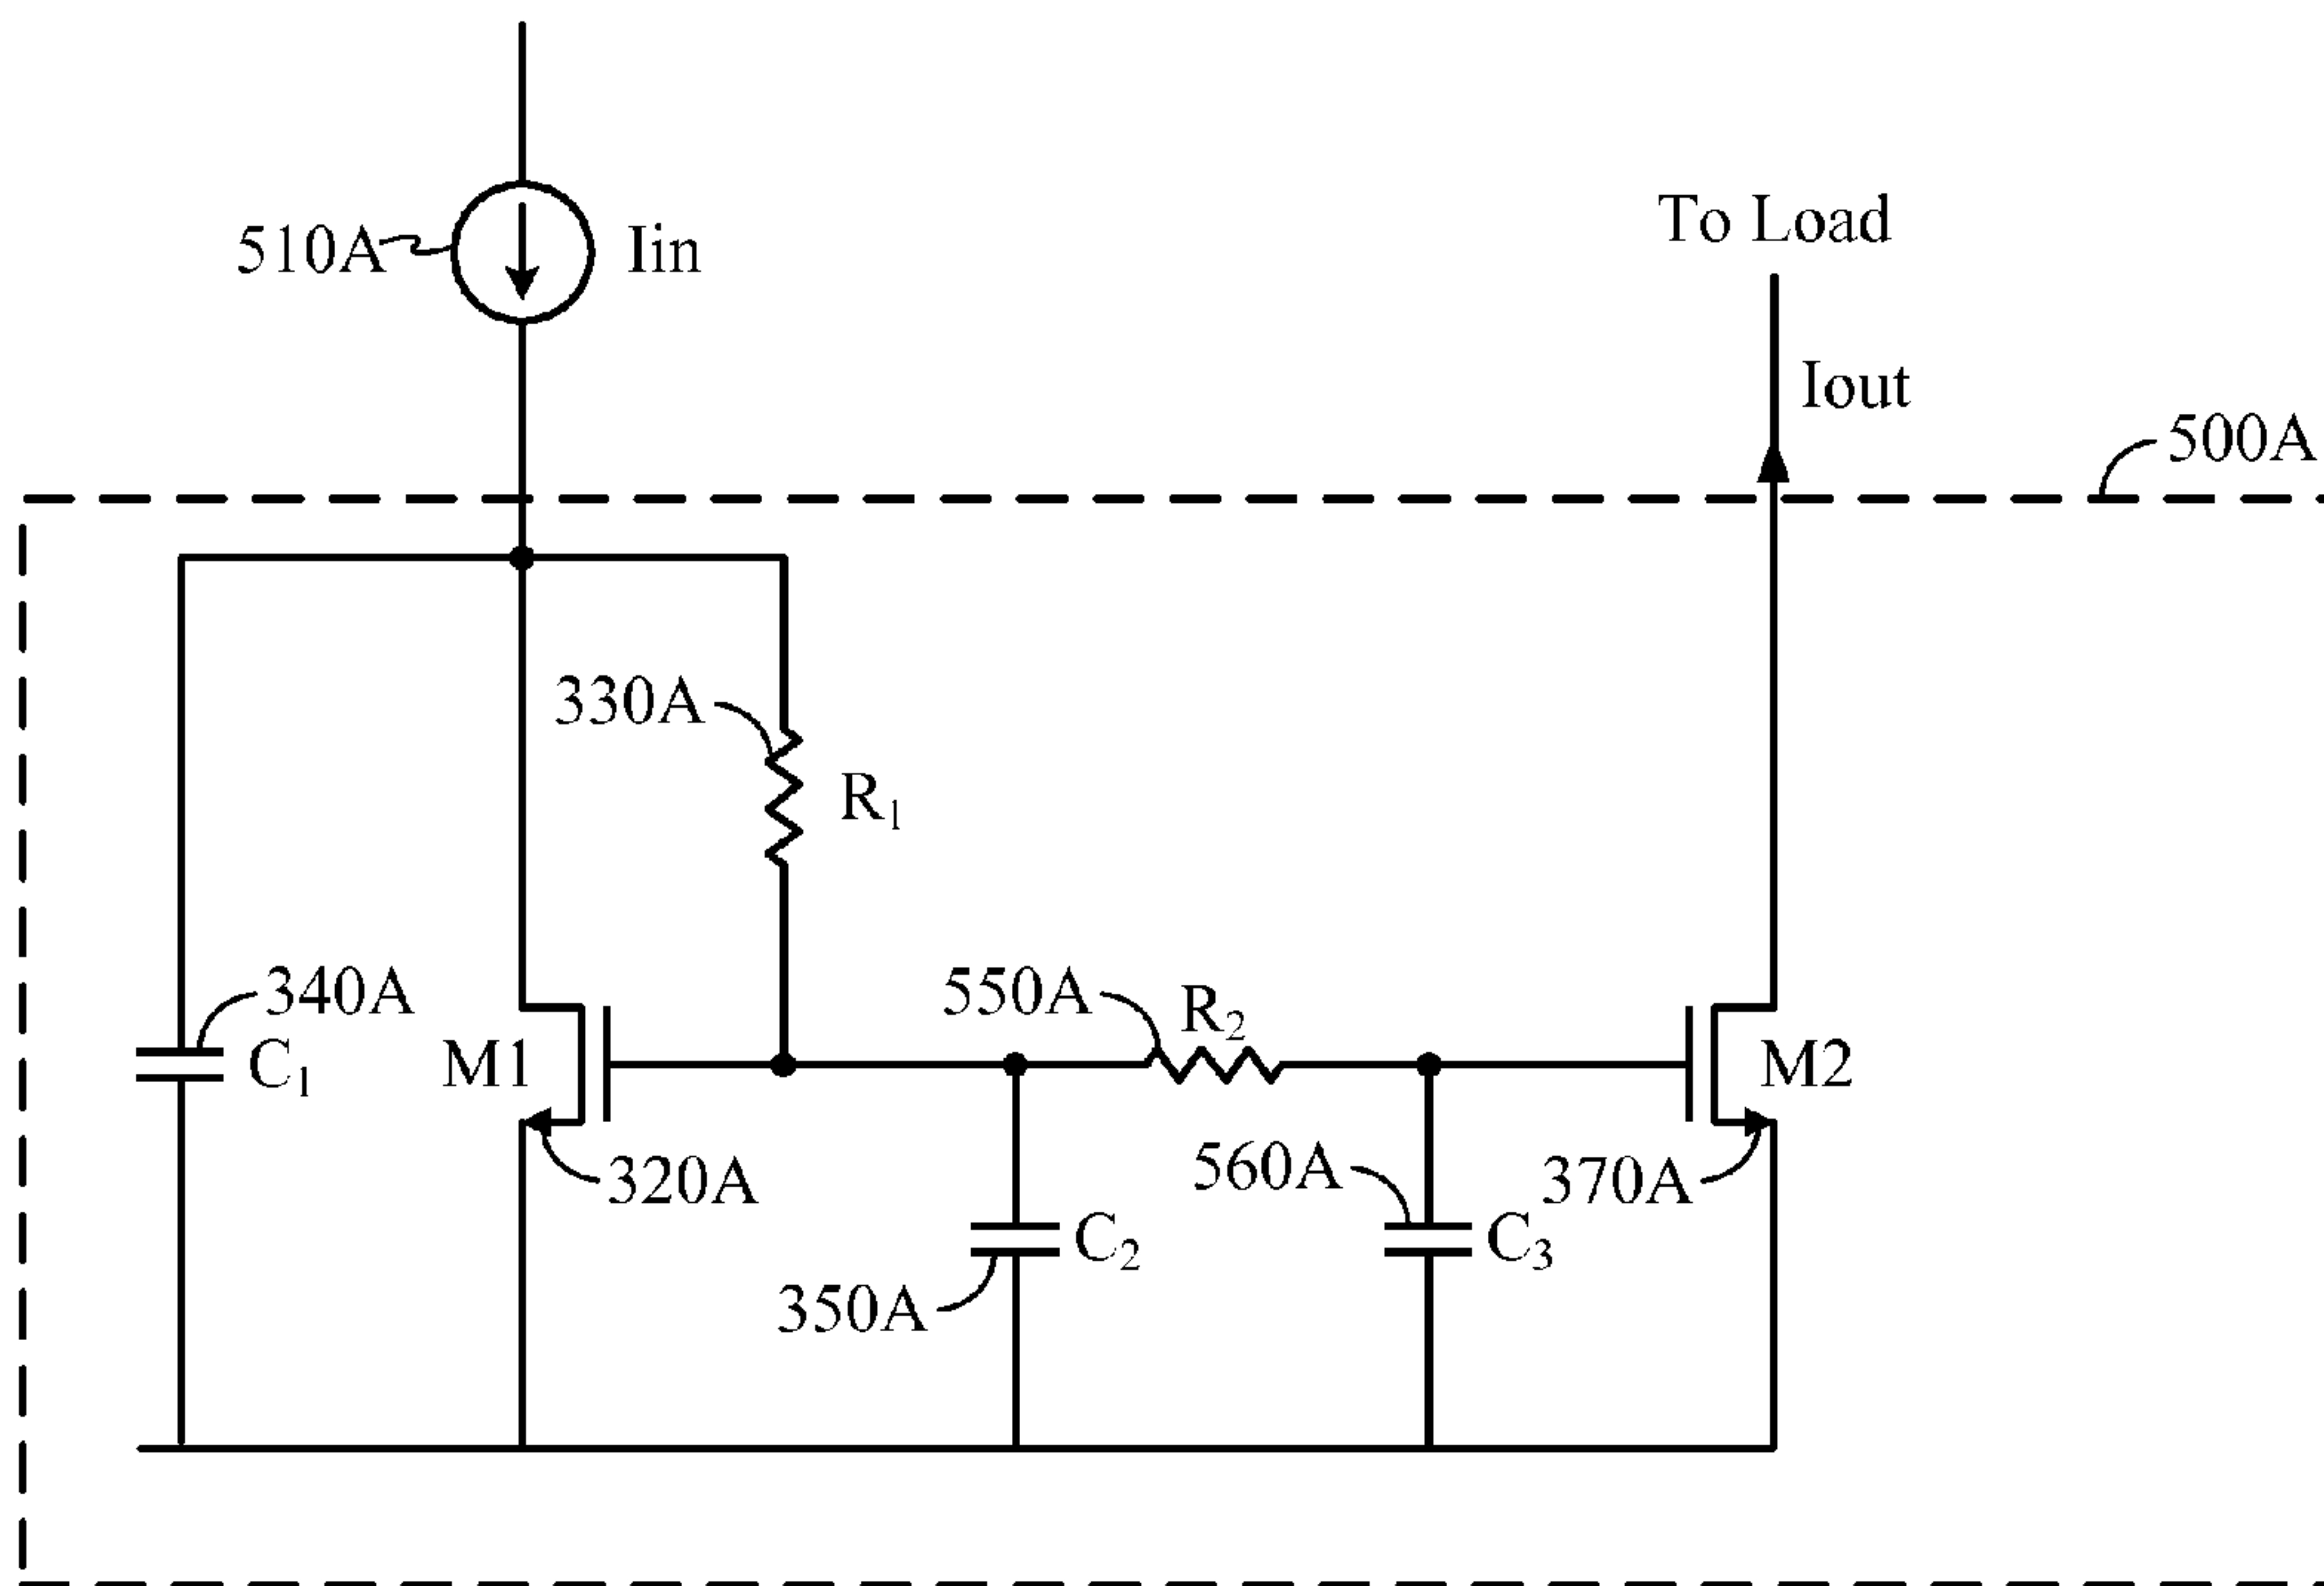 To Load
510A
Iin
Iout
500A
330A
R₁
340A
C₁
M1
550A
R₂
M2
320A
560A
370A
C₂
C₃
350A